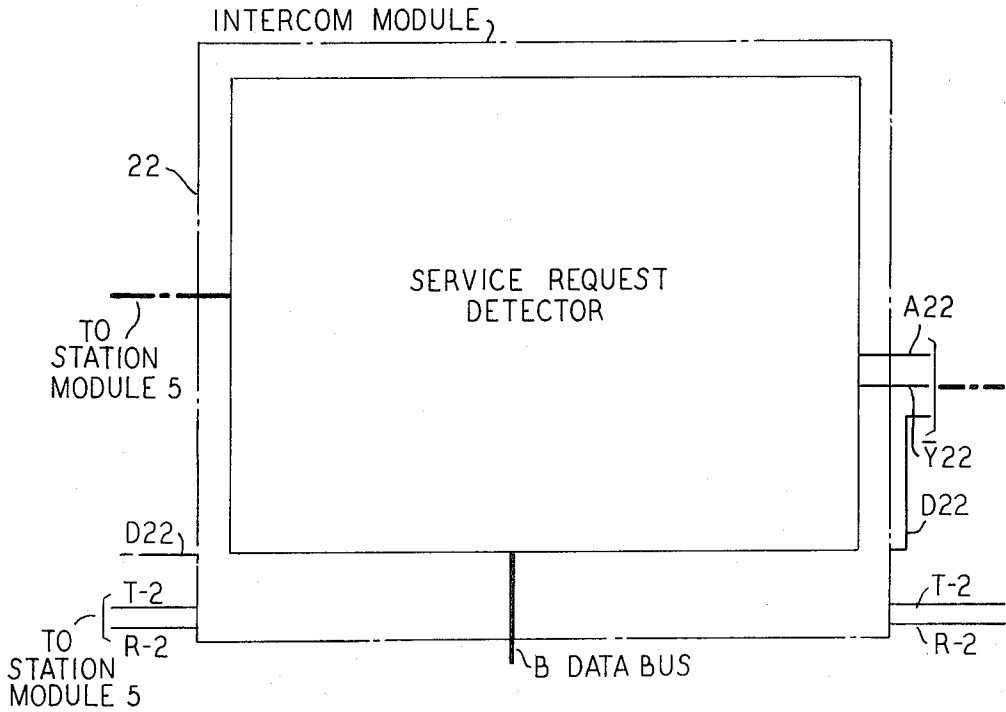 INTERCOM MODULE
22
SERVICE REQUEST
DETECTOR
TO
STATION
MODULE 5
A22
Y̅22
D22
D22
T-2
R-2
TO
STATION
MODULE 5
T-2
R-2
B DATA BUS